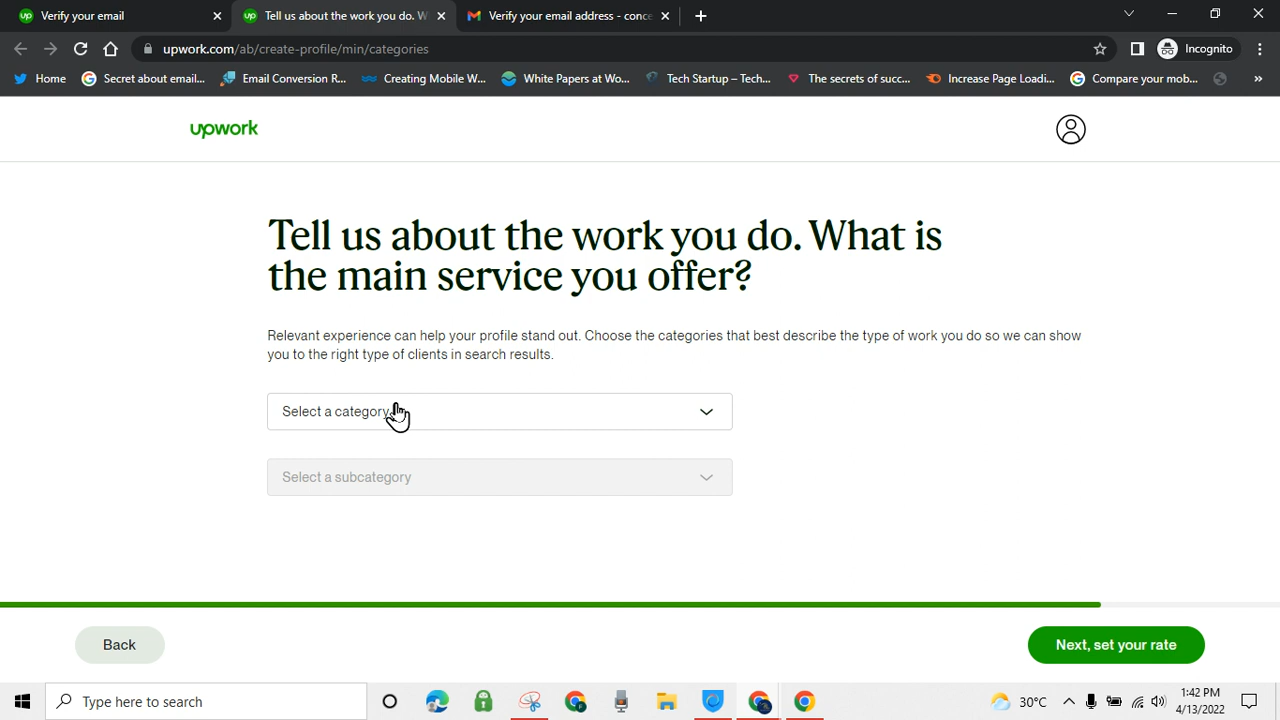 Verify your email
Tell us about the work you do. W
Verify your email address - conce
upwork.com/ab/create-profile/min/categories
Incognito
Home
Secret about email...
Email Conversion R...
Creating Mobile W...
White Papers at Wo...
Tech Startup – Tech...
The secrets of succ...
Increase Page Loadi...
Compare your mob...
»
upwork
Tell us about the work you do. What is
the main service you offer?
Relevant experience can help your profile stand out. Choose the categories that best describe the type of work you do so we can show
you to the right type of clients in search results.
Select a category
Select a subcategory
Back
Next, set your rate
Type here to search
30°C
1:42 PM
4/13/2022